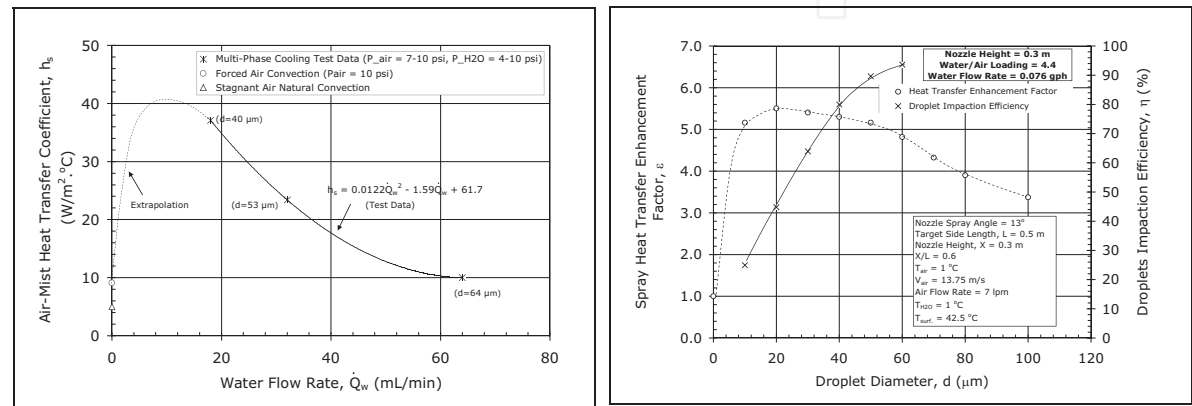 50
40
30
20
10
0
0
20
40
60
80
Air-Mist Heat Transfer Coefficient, hₛ
(W/m².°C)
Water Flow Rate, Q̇w (mL/min)
Multi-Phase Cooling Test Data (P_air = 7-10 psi, P_H2O = 4-10 psi)
Forced Air Convection (Pair = 10 psi)
Stagnant Air Natural Convection
(d=40 µm)
Extrapolation
(d=53 µm)
hₛ = 0.0122Q̇w² - 1.59Q̇w + 61.7
(Test Data)
(d=64 µm)
7.0
6.0
5.0
4.0
3.0
2.0
1.0
0.0
Spray Heat Transfer Enhancement
Factor, ε
Nozzle Height = 0.3 m
Water/Air Loading = 4.4
Water Flow Rate = 0.076 gph
Heat Transfer Enhancement Factor
Droplet Impaction Efficiency
Nozzle Spray Angle = 13°
Target Side Length, L = 0.5 m
Nozzle Height, X = 0.3 m
X/L = 0.6
Tair = 1 °C
Vair = 13.75 m/s
Air Flow Rate = 7 lpm
TH2O = 1 °C
Tsurf. = 42.5 °C
100
90
80
70
60
50
40
30
20
10
0
Droplets Impaction Efficiency, η (%)
0
20
40
60
80
100
120
Droplet Diameter, d (µm)